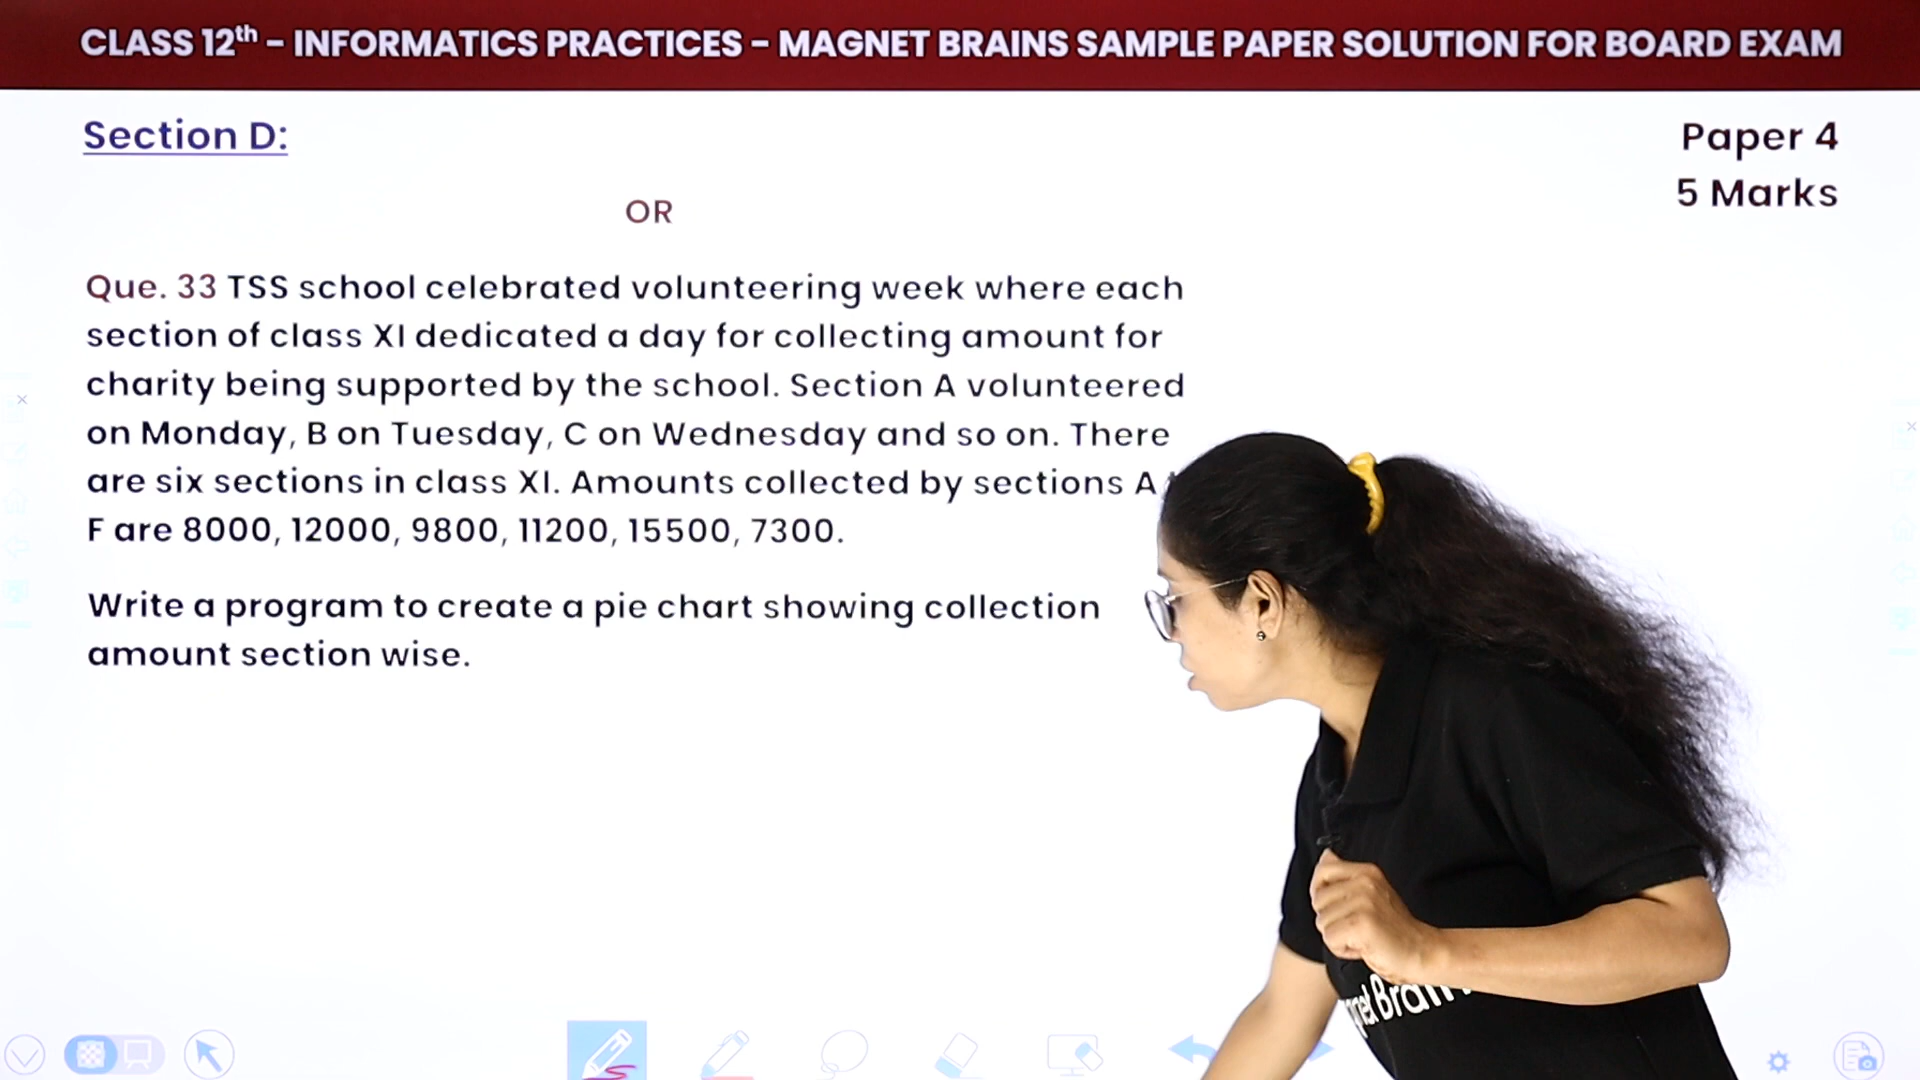 CLASS 12th – INFORMATICS PRACTICES – MAGNET BRAINS SAMPLE PAPER SOLUTION FOR BOARD EXAM
Section D:
Paper 4
5 Marks
OR
Que. 33 TSS school celebrated volunteering week where each
section of class XI dedicated a day for collecting amount for
charity being supported by the school. Section A volunteered
on Monday, B on Tuesday, C on Wednesday and so on. There
are six sections in class XI. Amounts collected by sections A
F are 8000, 12000, 9800, 11200, 15500, 7300.
Write a program to create a pie chart showing collection
amount section wise.